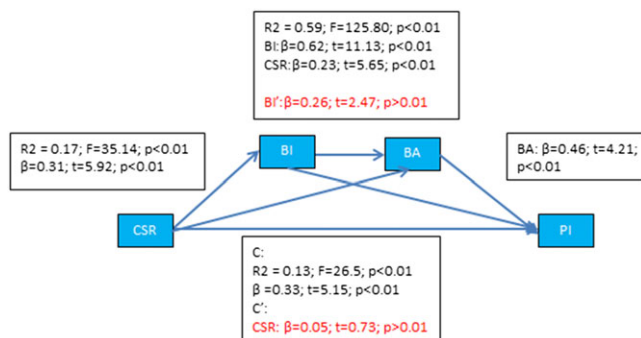 R2 = 0.59; F=125.80; p<0.01
BI:β=0.62; t=11.13; p<0.01
CSR:β=0.23; t=5.65; p<0.01
BI’:β=0.26; t=2.47; p>0.01
R2 = 0.17; F=35.14; p<0.01
β=0.31; t=5.92; p<0.01
BI
BA
BA: β=0.46; t=4.21;
p<0.01
CSR
PI
C:
R2 = 0.13; F=26.5; p<0.01
β =0.33; t=5.15; p<0.01
C’:
CSR: β=0.05; t=0.73; p>0.01